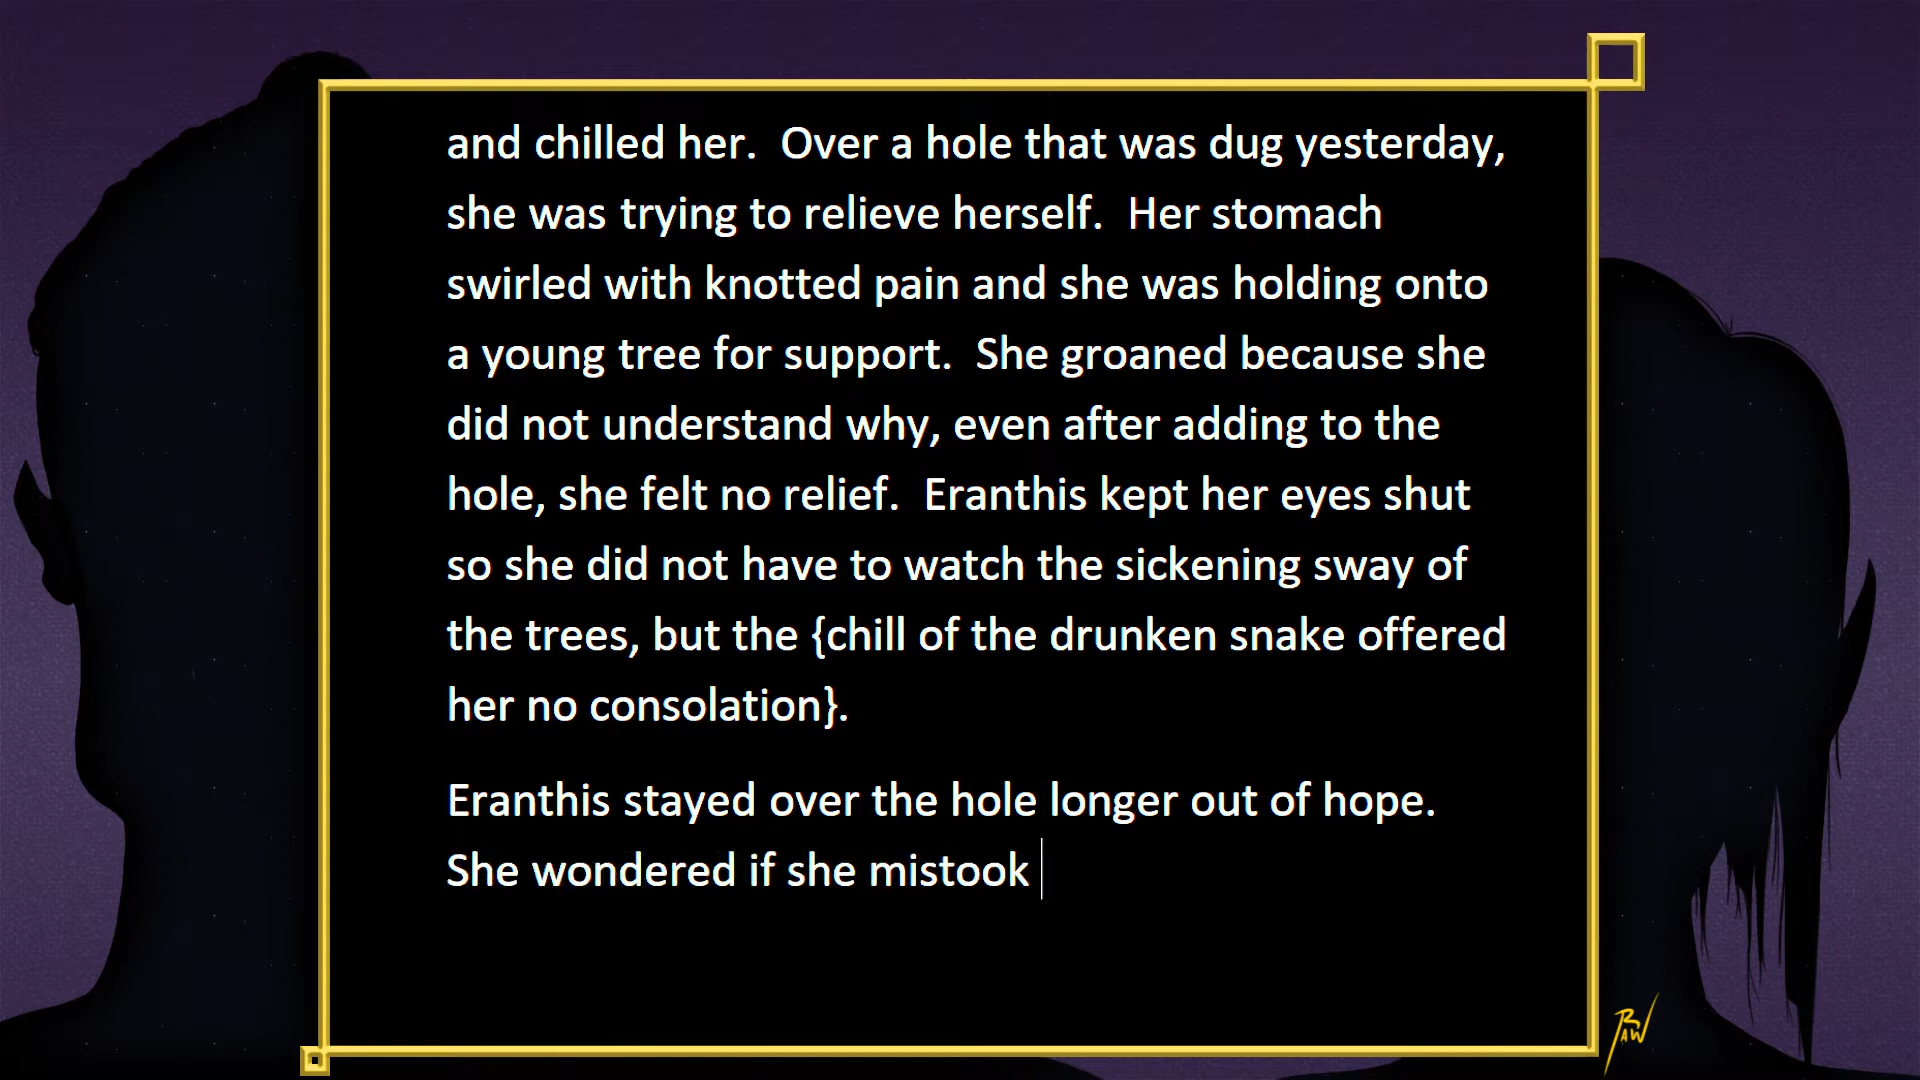 and chilled her.  Over a hole that was dug yesterday,
she was trying to relieve herself.  Her stomach
swirled with knotted pain and she was holding onto
a young tree for support.  She groaned because she
did not understand why, even after adding to the
hole, she felt no relief.  Eranthis kept her eyes shut
so she did not have to watch the sickening sway of
the trees, but the {chill of the drunken snake offered
her no consolation}.
Eranthis stayed over the hole longer out of hope.
She wondered if she mistook
RAW